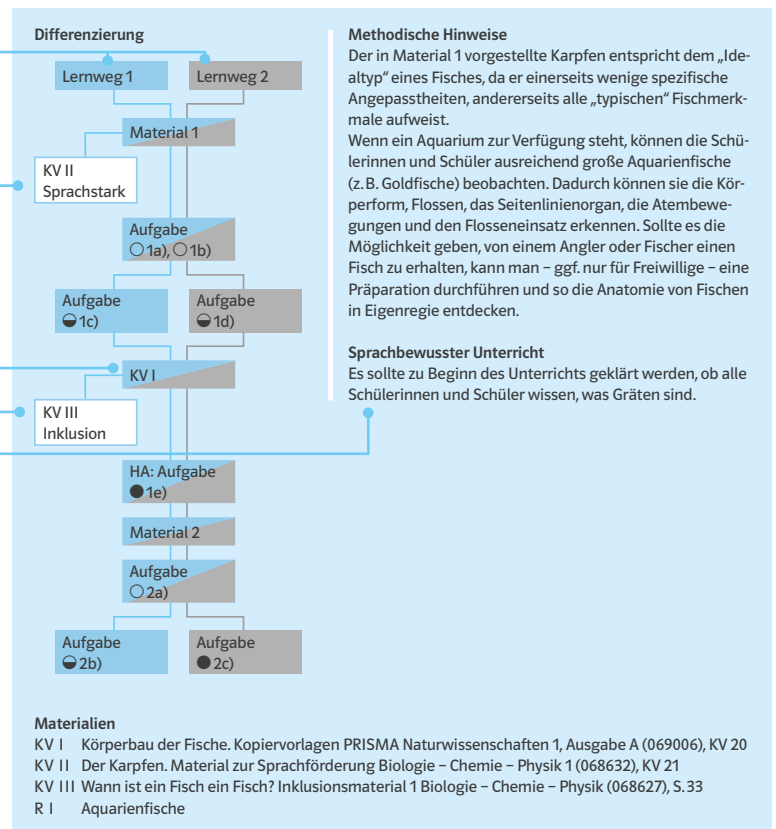 Differenzierung
Lernweg 1
Lernweg 2
Material 1
KV II
Sprachstark
Aufgabe
○ 1a), ○ 1b)
Aufgabe
◒ 1c)
Aufgabe
◒ 1d)
KV I
KV III
Inklusion
HA: Aufgabe
● 1e)
Material 2
Aufgabe
○ 2a)
Aufgabe
◒ 2b)
Aufgabe
● 2c)
Methodische Hinweise
Der in Material 1 vorgestellte Karpfen entspricht dem „Ide-
altyp“ eines Fisches, da er einerseits wenige spezifische
Angepasstheiten, andererseits alle „typischen“ Fischmerk-
male aufweist.
Wenn ein Aquarium zur Verfügung steht, können die Schü-
lerinnen und Schüler ausreichend große Aquarienfische
(z. B. Goldfische) beobachten. Dadurch können sie die Kör-
perform, Flossen, das Seitenlinienorgan, die Atembewe-
gungen und den Flosseneinsatz erkennen. Sollte es die
Möglichkeit geben, von einem Angler oder Fischer einen
Fisch zu erhalten, kann man – ggf. nur für Freiwillige – eine
Präparation durchführen und so die Anatomie von Fischen
in Eigenregie entdecken.
Sprachbewusster Unterricht
Es sollte zu Beginn des Unterrichts geklärt werden, ob alle
Schülerinnen und Schüler wissen, was Gräten sind.
Materialien
KV I Körperbau der Fische. Kopiervorlagen PRISMA Naturwissenschaften 1, Ausgabe A (069006), KV 20
KV II Der Karpfen. Material zur Sprachförderung Biologie – Chemie – Physik 1 (068632), KV 21
KV III Wann ist ein Fisch ein Fisch? Inklusionsmaterial 1 Biologie – Chemie – Physik (068627), S. 33
R I Aquarienfische